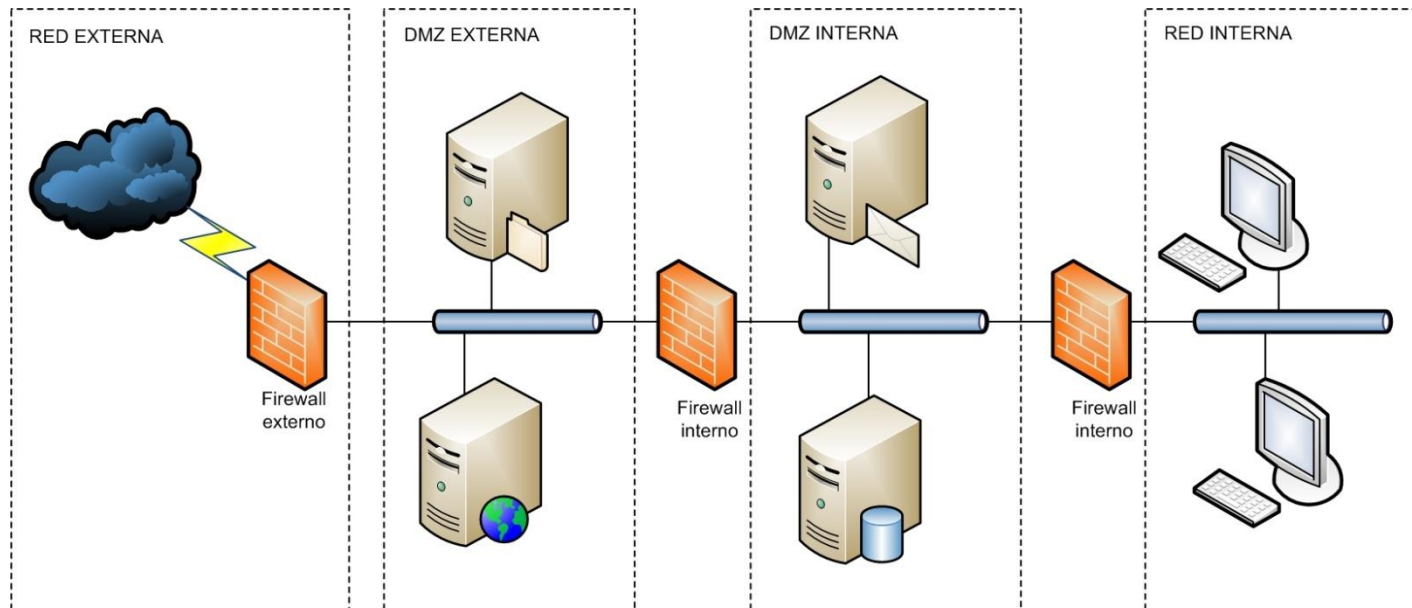 RED EXTERNA
DMZ EXTERNA
DMZ INTERNA
RED INTERNA
Firewall
externo
Firewall
interno
Firewall
interno